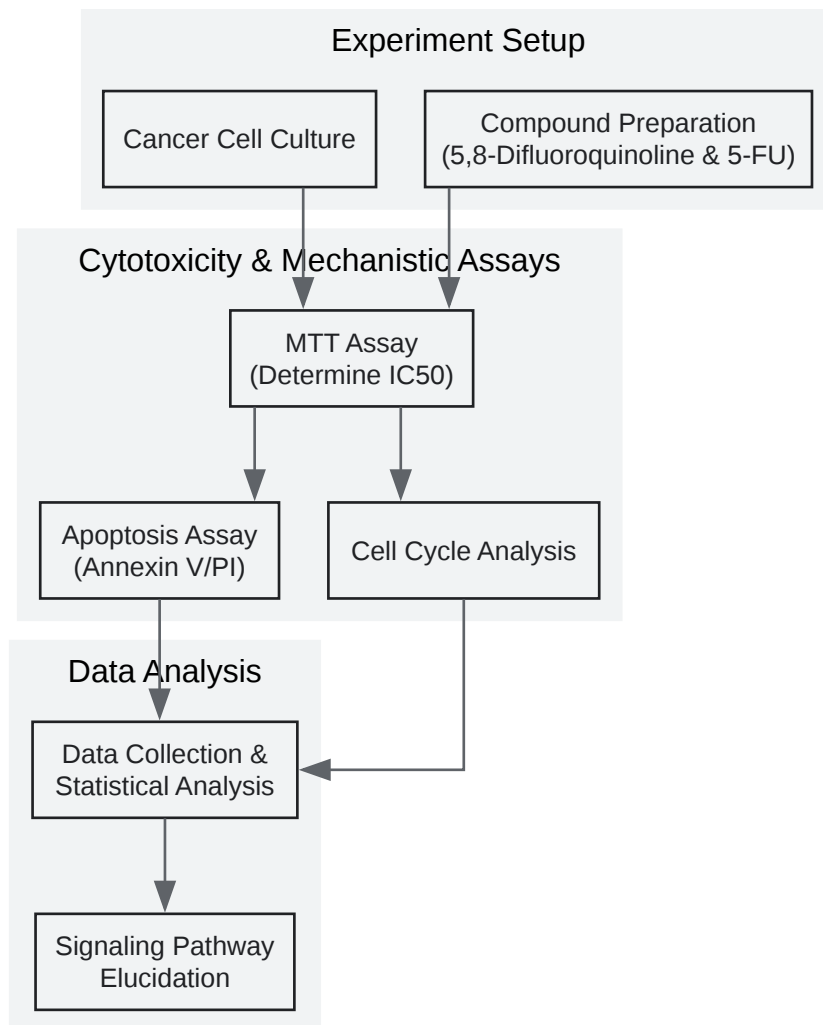 Experiment Setup
Cancer Cell Culture
Compound Preparation
(5,8-Difluoroquinoline & 5-FU)
Cytotoxicity & Mechanistic Assays
MTT Assay
(Determine IC50)
Apoptosis Assay
(Annexin V/PI)
Cell Cycle Analysis
Data Analysis
Data Collection &
Statistical Analysis
Signaling Pathway
Elucidation